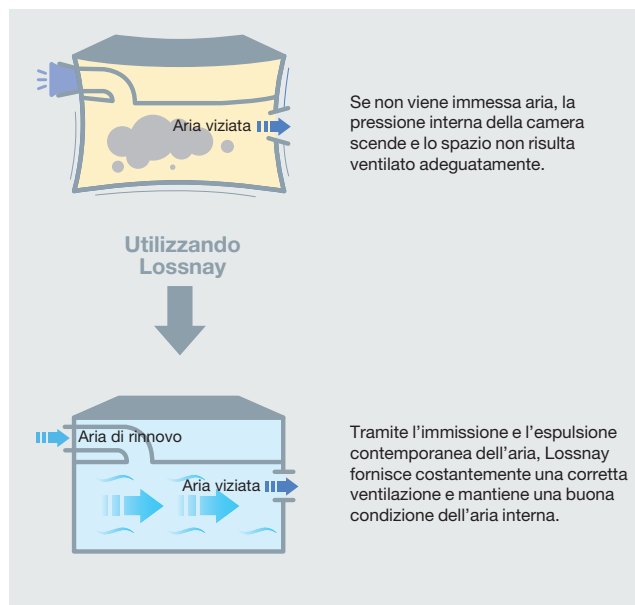 Aria viziata
Se non viene immessa aria, la
pressione interna della camera
scende e lo spazio non risulta
ventilato adeguatamente.
Utilizzando
Lossnay
Aria di rinnovo
Aria viziata
Tramite l’immissione e l’espulsione
contemporanea dell’aria, Lossnay
fornisce costantemente una corretta
ventilazione e mantiene una buona
condizione dell’aria interna.